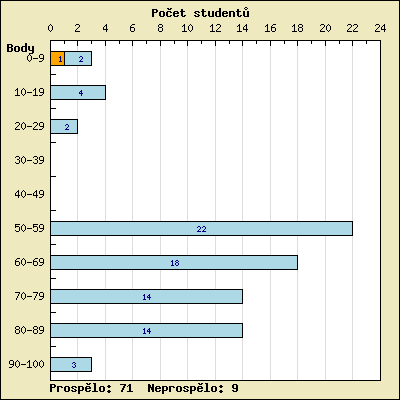 Počet studentů
0 2 4 6 8 10 12 14 16 18 20 22 24
Body
0-9 1 2
10-19 4
20-29 2
30-39
40-49
50-59 22
60-69 18
70-79 14
80-89 14
90-100 3
Prospělo: 71 Neprospělo: 9